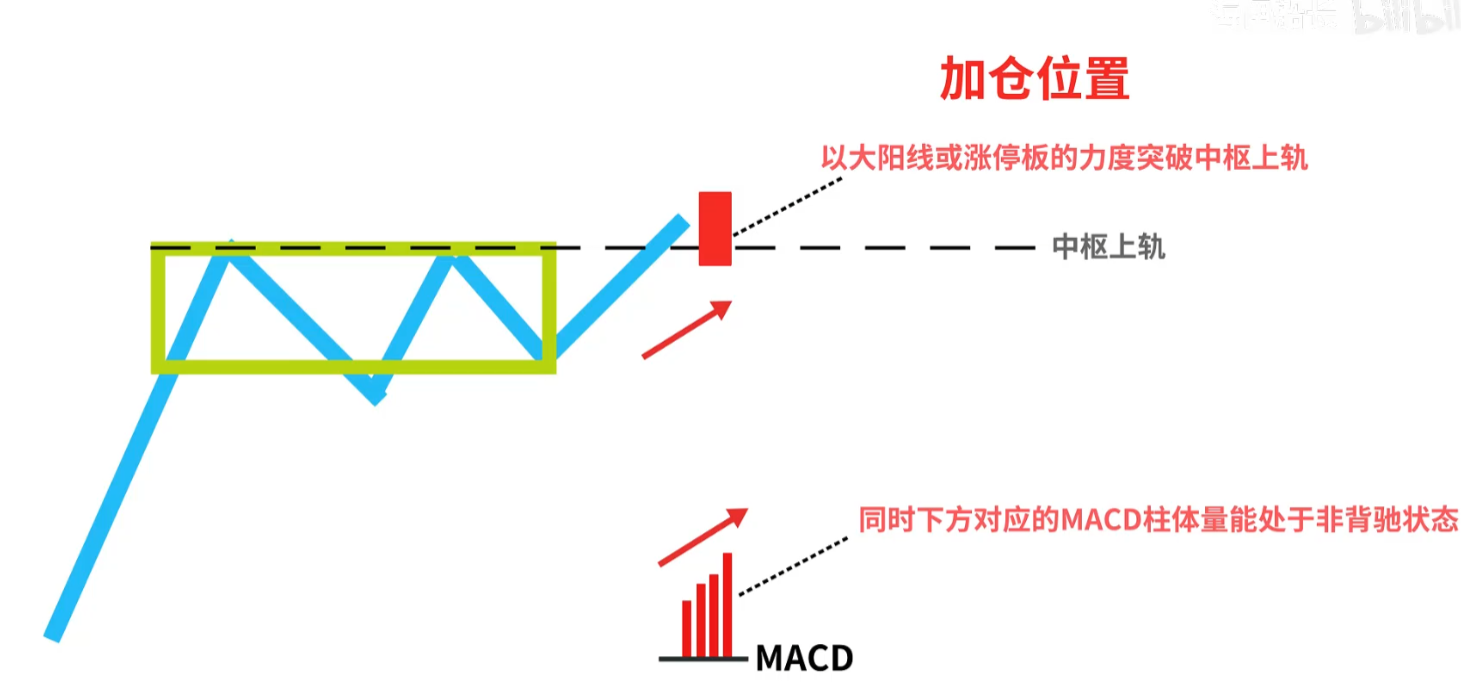 bilibili
加仓位置
以大阳线或涨停板的力度突破中枢上轨
中枢上轨
同时下方对应的MACD柱体量能处于非背驰状态
MACD